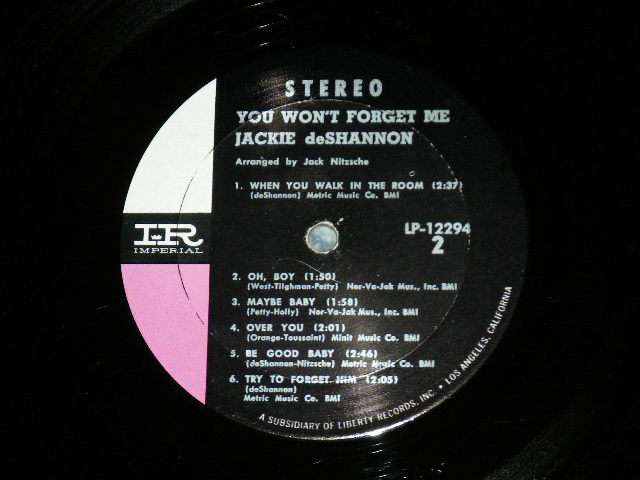 STEREO
YOU WON'T FORGET ME
JACKIE deSHANNON
Arranged by Jack Nitzsche
1. WHEN YOU WALK IN THE ROOM (2:37)
(deShannon) Metric Music Co. BMI
IR
IMPERIAL
LP-12294
2
2. OH, BOY (1:50)
(West-Tilghman-Petty) Nor-Va-Jak Mus., Inc. BMI
3. MAYBE BABY (1:58)
(Petty-Holly) Nor-Va-Jak Mus., Inc. BMI
4. OVER YOU (2:01)
(Orange-Toussaint) Minit Music Co. BMI
5. BE GOOD BABY (2:46)
(deShannon-Nitzsche) Metric Music Co. BMI
6. TRY TO FORGET HIM (2:05)
(deShannon)
Metric Music Co. BMI
A SUBSIDIARY OF LIBERTY RECORDS, INC. • LOS ANGELES, CALIFORNIA